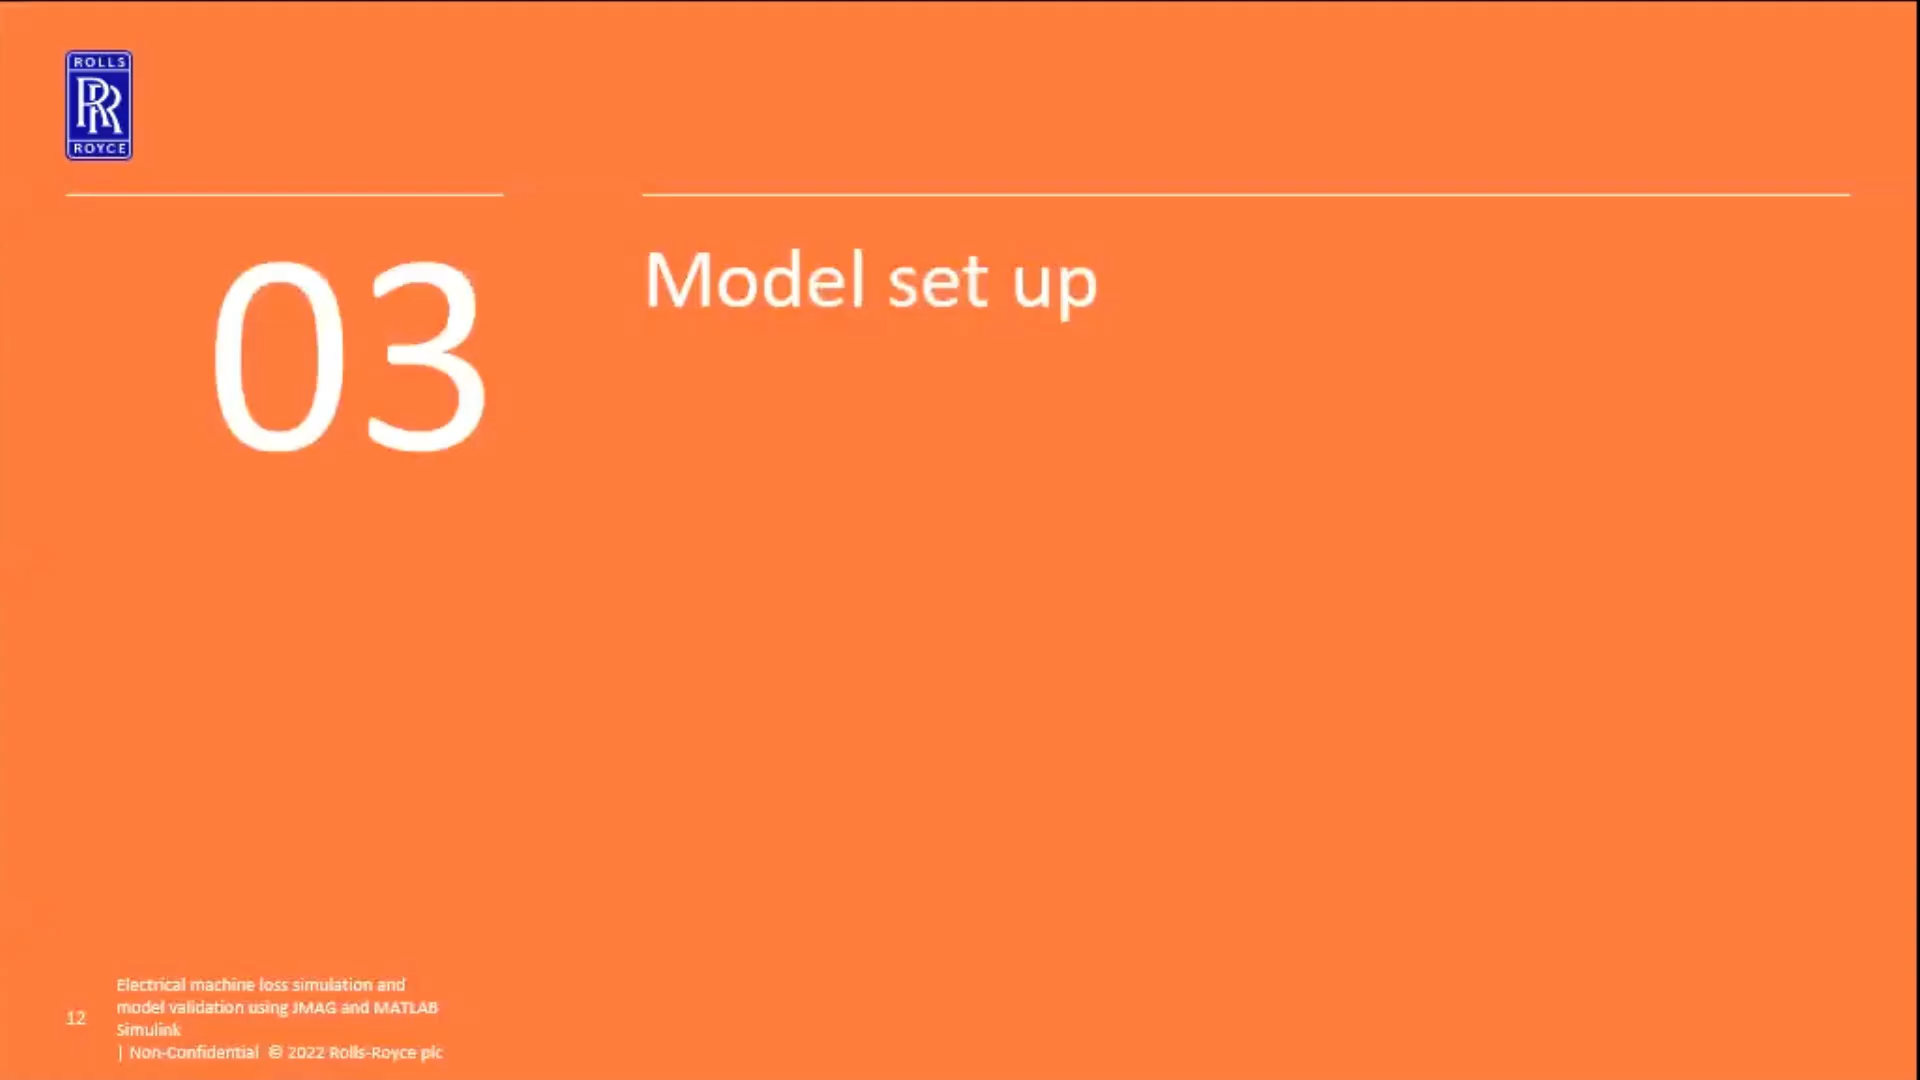 ROLLS
RR
ROYCE
03
Model set up
12
Electrical machine loss simulation and
model validation using JMAG and MATLAB
Simulink
| Non-Confidential © 2022 Rolls-Royce plc